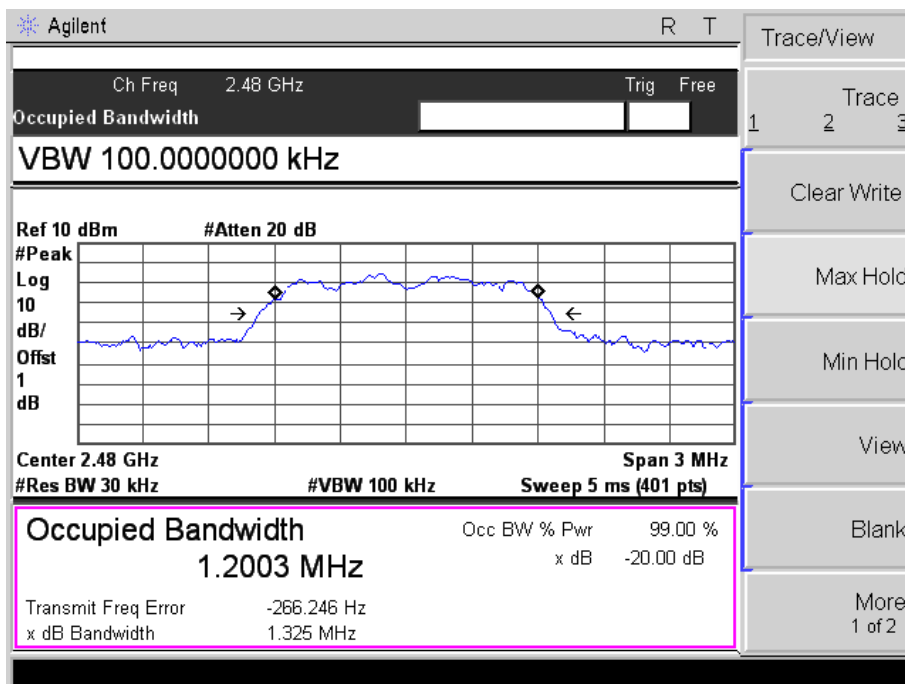 Agilent R T
Ch Freq 2.48 GHz Trig Free
Occupied Bandwidth
VBW 100.0000000 kHz
Ref 10 dBm #Atten 20 dB
#Peak
Log
10
dB/
Offst
1
dB
Center 2.48 GHz Span 3 MHz
#Res BW 30 kHz #VBW 100 kHz Sweep 5 ms (401 pts)
Occupied Bandwidth
1.2003 MHz
Occ BW % Pwr 99.00 %
x dB -20.00 dB
Transmit Freq Error -266.246 Hz
x dB Bandwidth 1.325 MHz
Trace/View
Trace
1 2 3
Clear Write
Max Hold
Min Hold
View
Blank
More
1 of 2